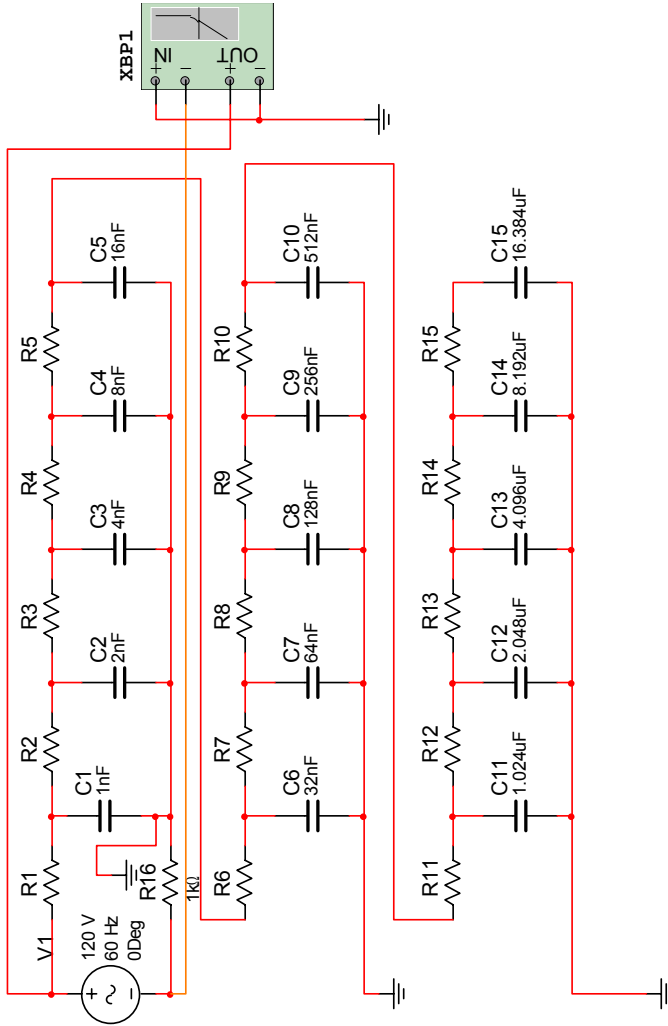 XBP1
IN
OUT
+ - + -
R1
R2
R3
R4
R5
C1
1nF
C2
2nF
C3
4nF
C4
8nF
C5
16nF
V1
120 V
60 Hz
0Deg
+
-
R16
1kΩ
R6
R7
R8
R9
R10
C6
32nF
C7
64nF
C8
128nF
C9
256nF
C10
512nF
R11
R12
R13
R14
R15
C11
1.024uF
C12
2.048uF
C13
4.096uF
C14
8.192uF
C15
16.384uF